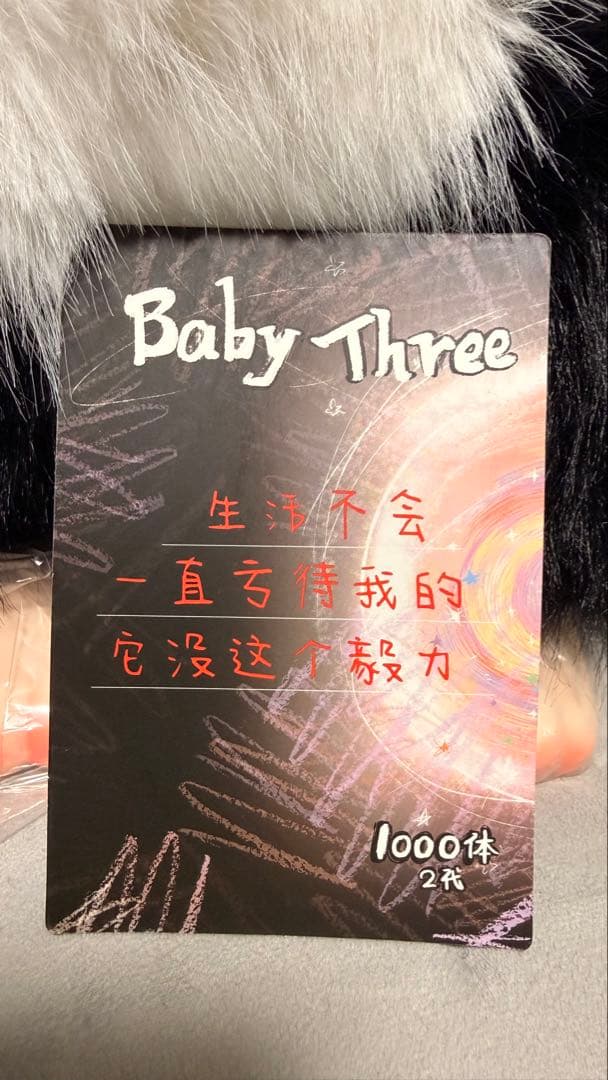 Baby Three
生活不会
一直亏待我的
它没这个毅力
1000体
2代